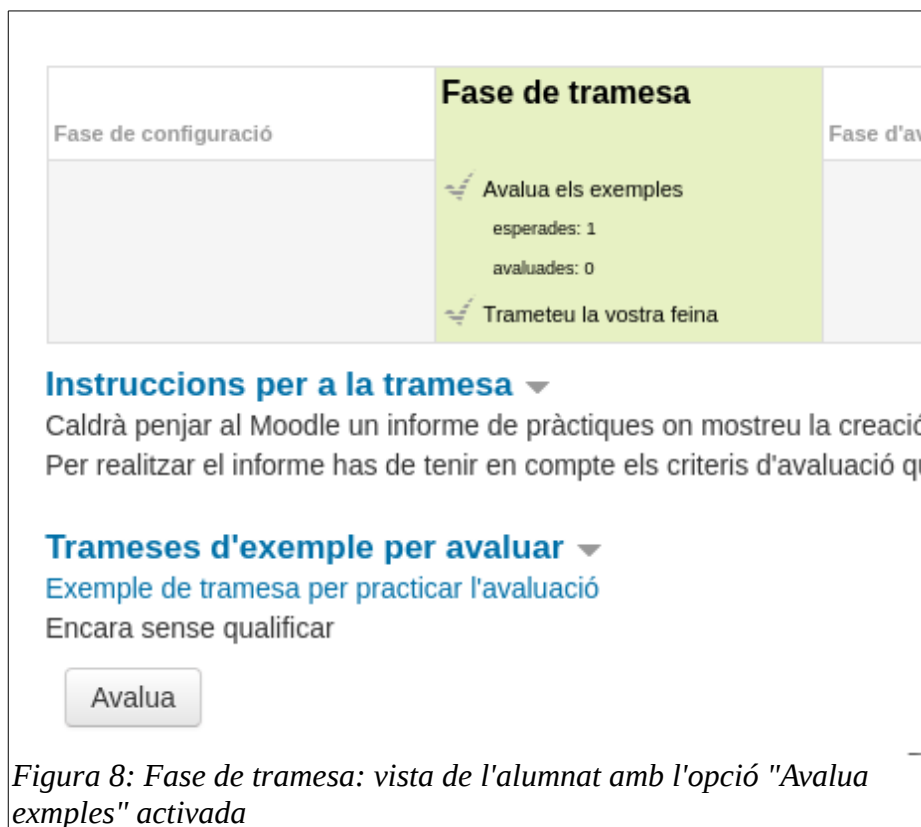 Fase de configuració
Fase de tramesa
Fase d'av
Avalua els exemples
esperades: 1
avaluades: 0
Trameteu la vostra feina
Instruccions per a la tramesa
Caldrà penjar al Moodle un informe de pràctiques on mostreu la creació
Per realitzar el informe has de tenir en compte els criteris d'avaluació qu
Trameses d'exemple per avaluar
Exemple de tramesa per practicar l'avaluació
Encara sense qualificar
Avalua
Figura 8: Fase de tramesa: vista de l'alumnat amb l'opció "Avalua
exmples" activada